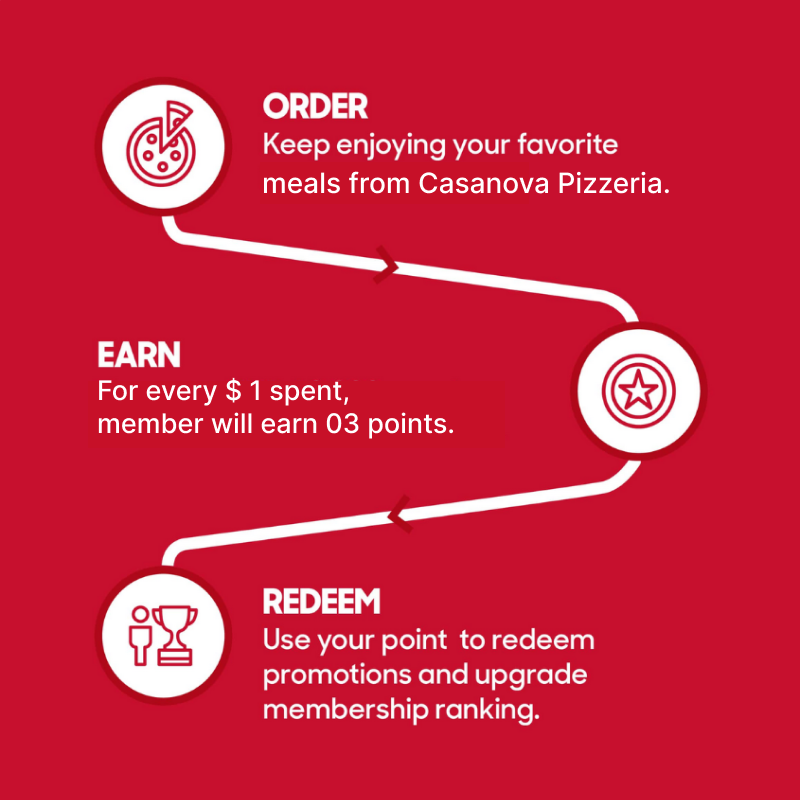 ORDER
Keep enjoying your favorite
meals from Casanova Pizzeria.
EARN
For every $ 1 spent,
member will earn 03 points.
REDEEM
Use your point  to redeem
promotions and upgrade
membership ranking.